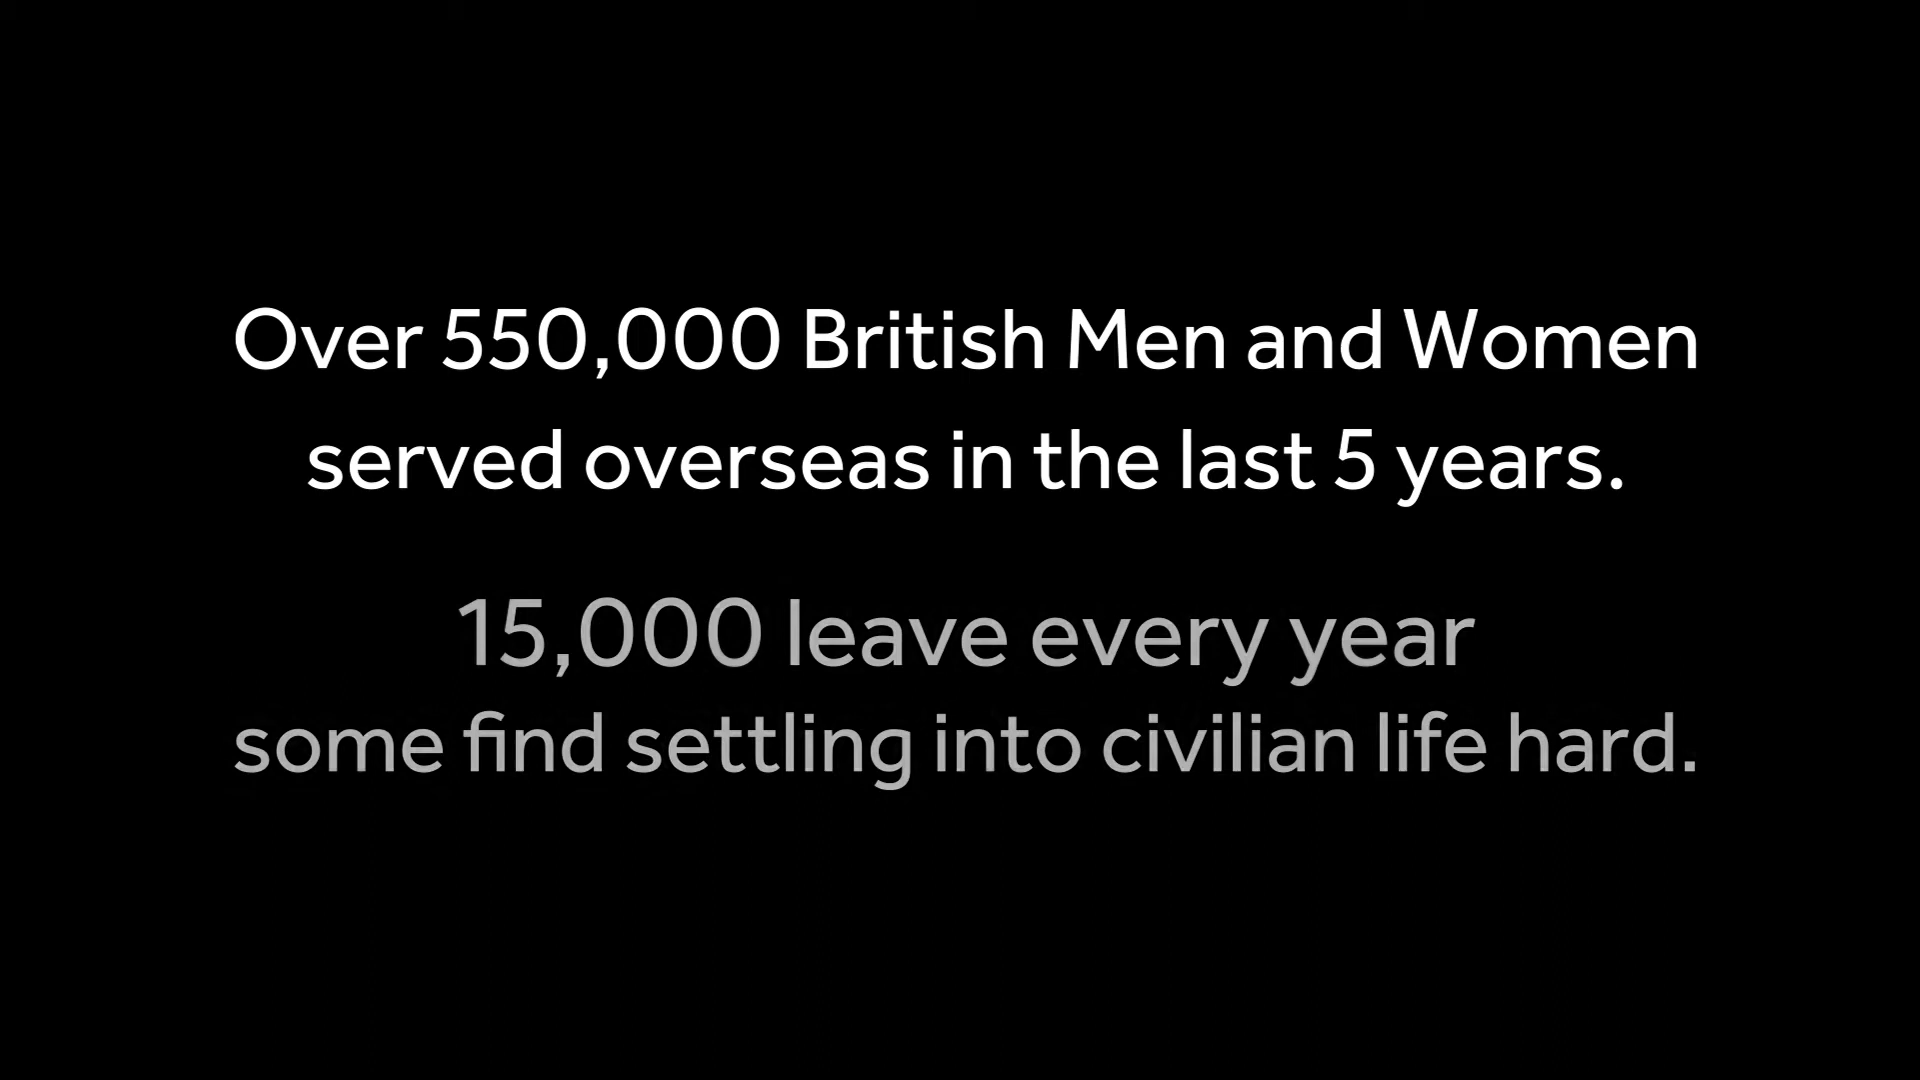 Over 550,000 British Men and Women
served overseas in the last 5 years.
15,000 leave every year
some find settling into civilian life hard.